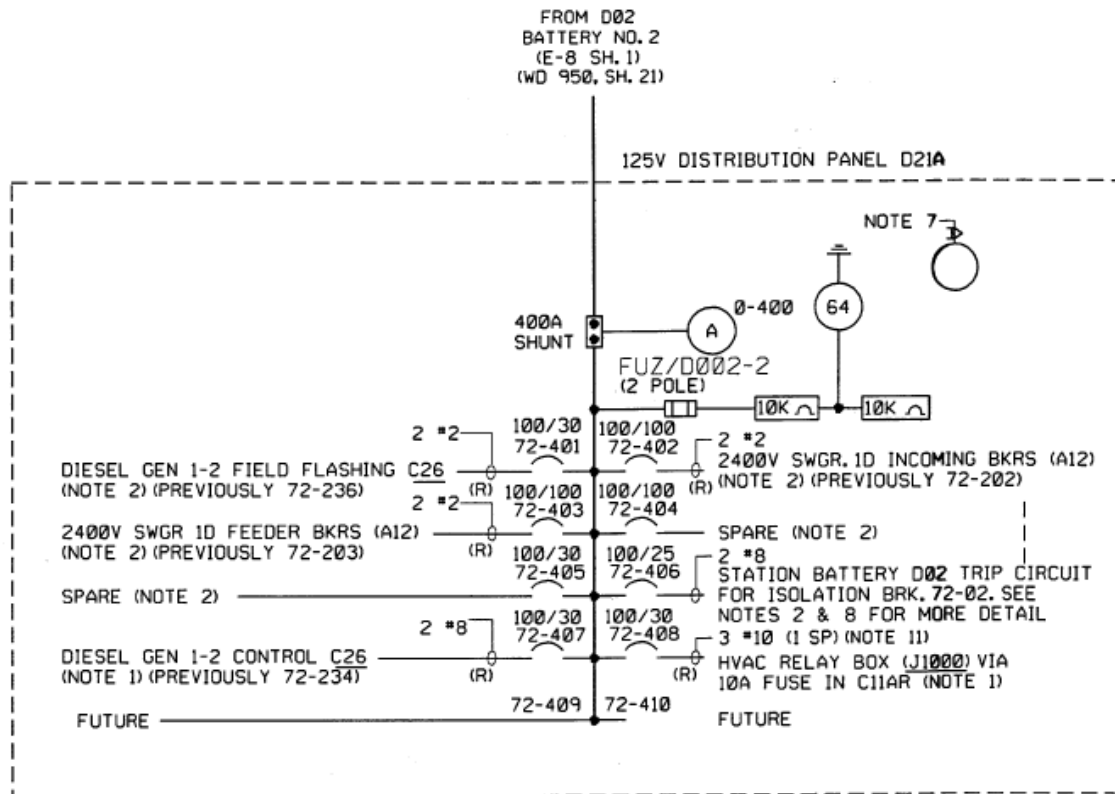 FROM D02
BATTERY NO. 2
(E-8 SH. 1)
(WD 950, SH. 21)
125V DISTRIBUTION PANEL D21A
NOTE 7
64
0-400
A
400A
SHUNT
FUZ/D002-2
(2 POLE)
10K
10K
2 #2
100/30
72-401
100/100
72-402
2 #2
DIESEL GEN 1-2 FIELD FLASHING C26
(NOTE 2) (PREVIOUSLY 72-236)
(R)
(R)
2400V SWGR. 1D INCOMING BKRS (A12)
(NOTE 2) (PREVIOUSLY 72-202)
2 #2
100/100
72-403
100/100
72-404
2400V SWGR 1D FEEDER BKRS (A12)
(NOTE 2) (PREVIOUSLY 72-203)
(R)
SPARE (NOTE 2)
100/30
72-405
100/25
72-406
2 #8
SPARE (NOTE 2)
STATION BATTERY D02 TRIP CIRCUIT
FOR ISOLATION BRK. 72-02. SEE
NOTES 2 & 8 FOR MORE DETAIL
2 #8
100/30
72-407
100/30
72-408
3 #10 (1 SP) (NOTE 11)
DIESEL GEN 1-2 CONTROL C26
(NOTE 1) (PREVIOUSLY 72-234)
(R)
(R)
HVAC RELAY BOX (J1000) VIA
10A FUSE IN C11AR (NOTE 1)
72-409
72-410
FUTURE
FUTURE